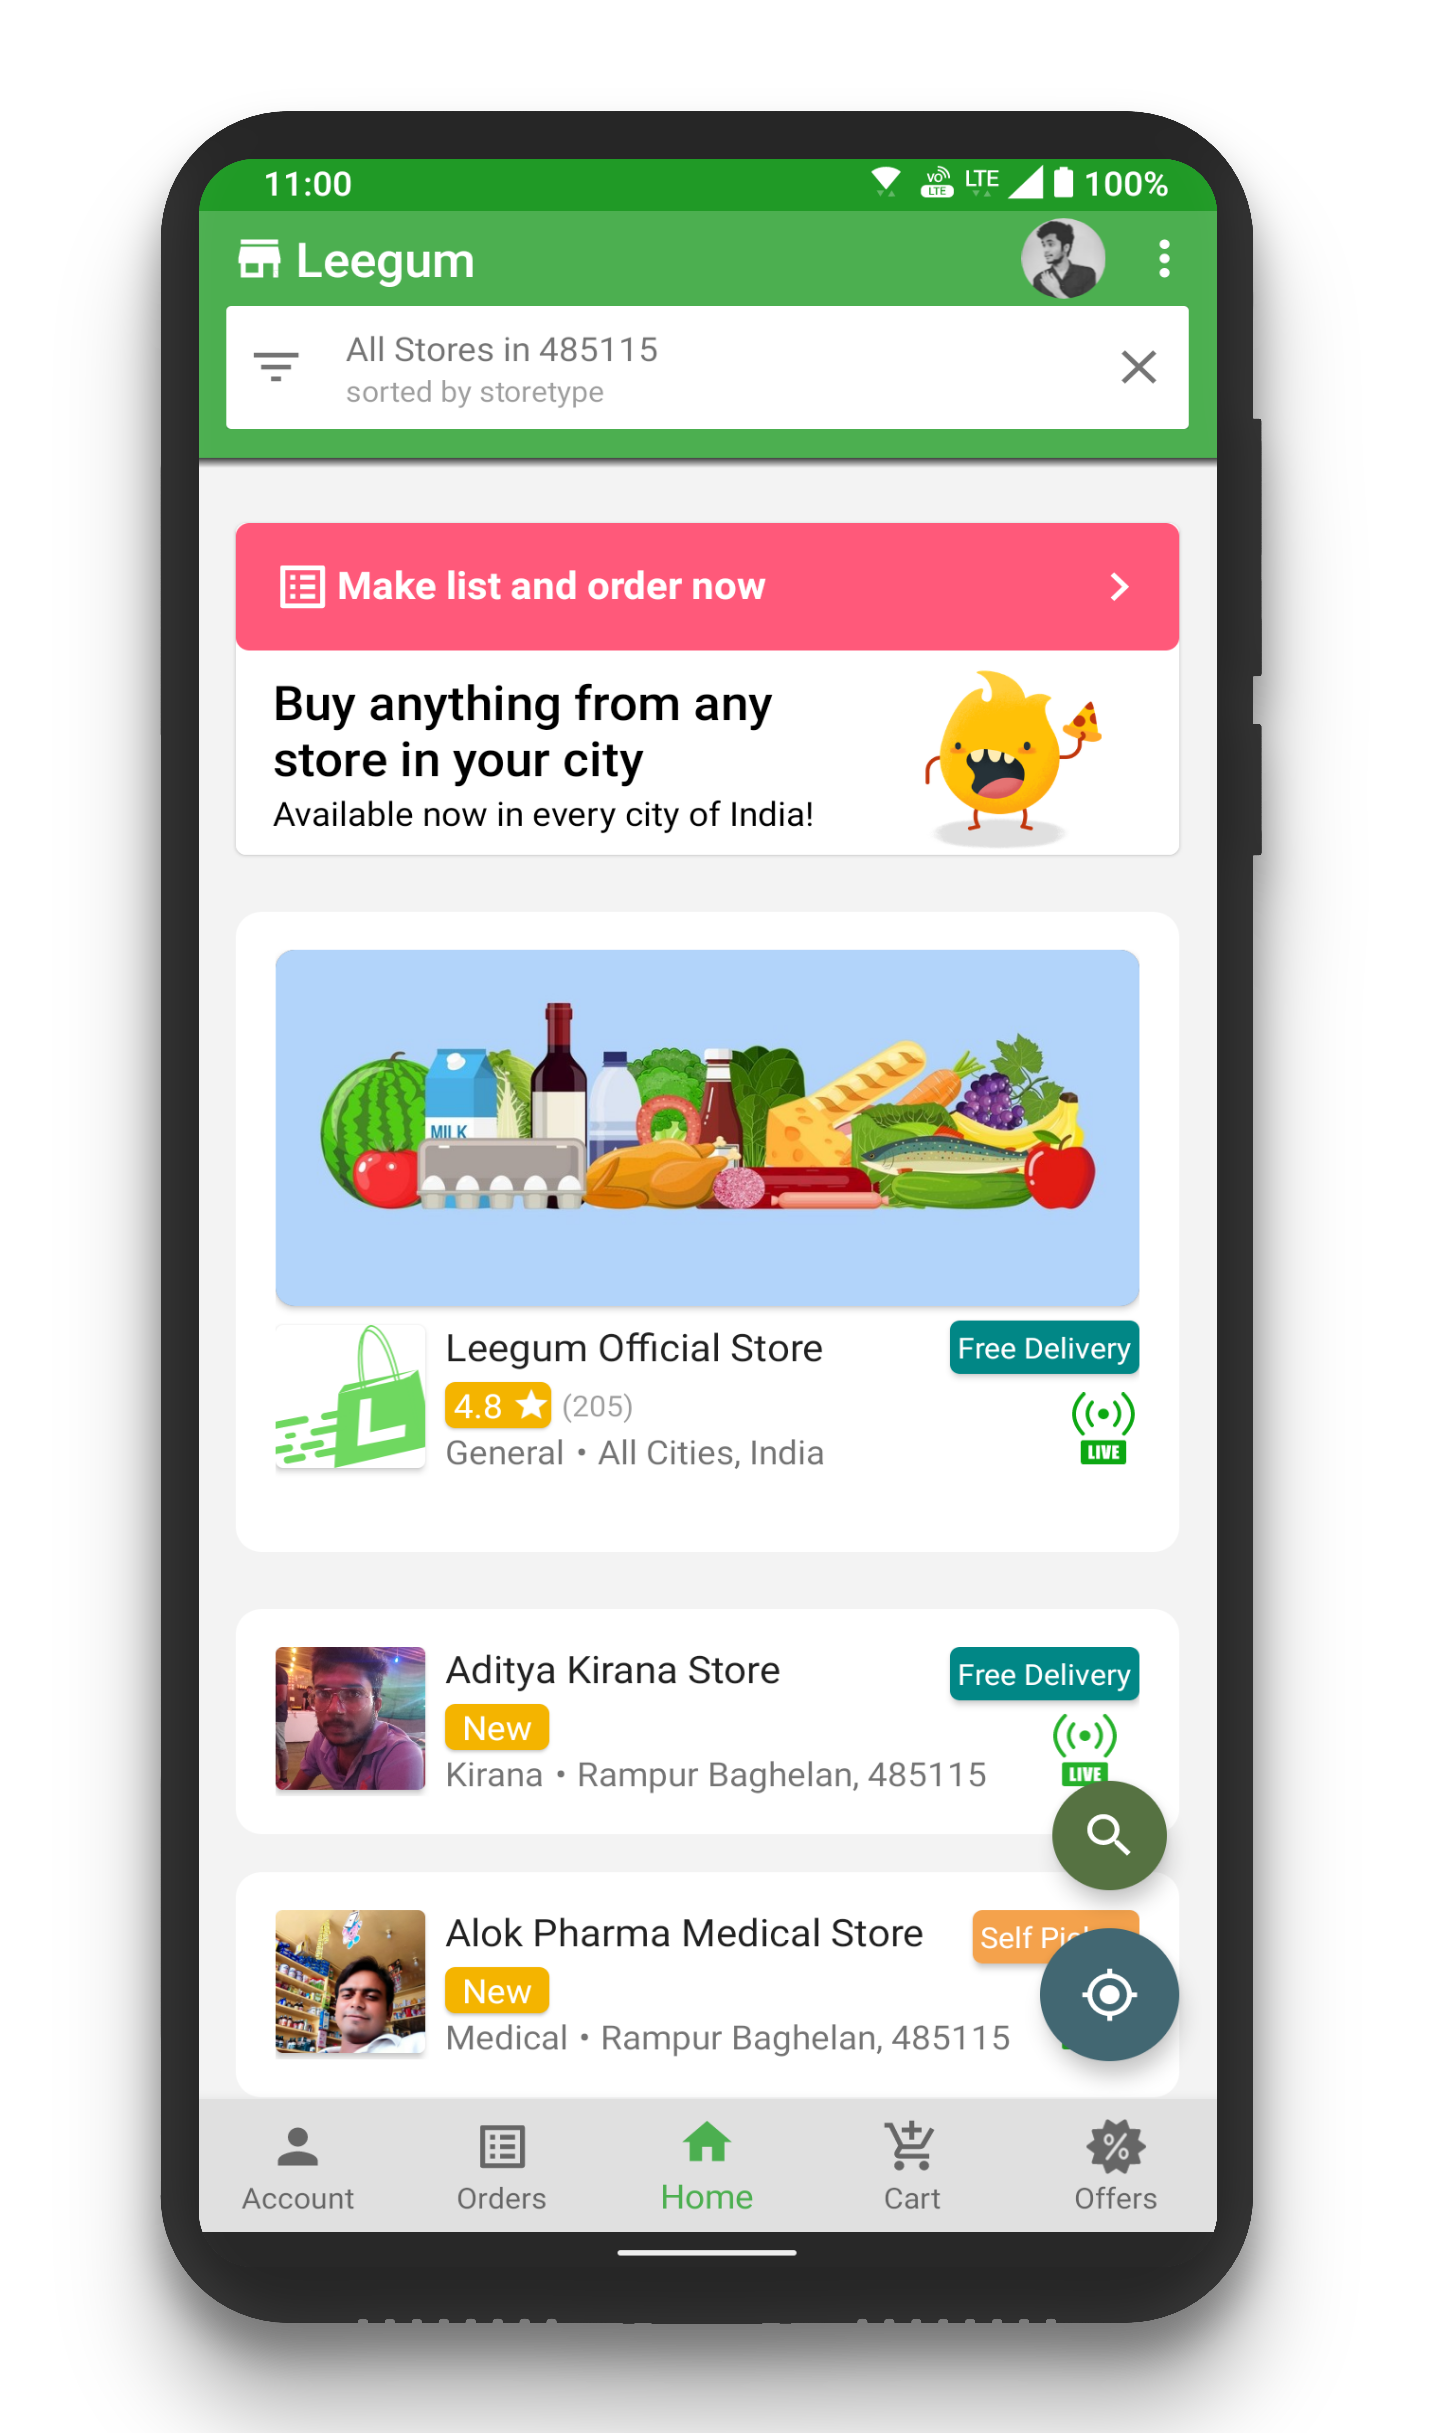 11:00
VO LTE
LTE
100%
Leegum
All Stores in 485115
sorted by storetype
Make list and order now
Buy anything from any
store in your city
Available now in every city of India!
MILK
Leegum Official Store
Free Delivery
4.8 (205)
General • All Cities, India
LIVE
L
Aditya Kirana Store
Free Delivery
New
Kirana • Rampur Baghelan, 485115
LIVE
Alok Pharma Medical Store
Self
New
Medical • Rampur Baghelan, 485115
Account
Orders
Home
Cart
%
Offers